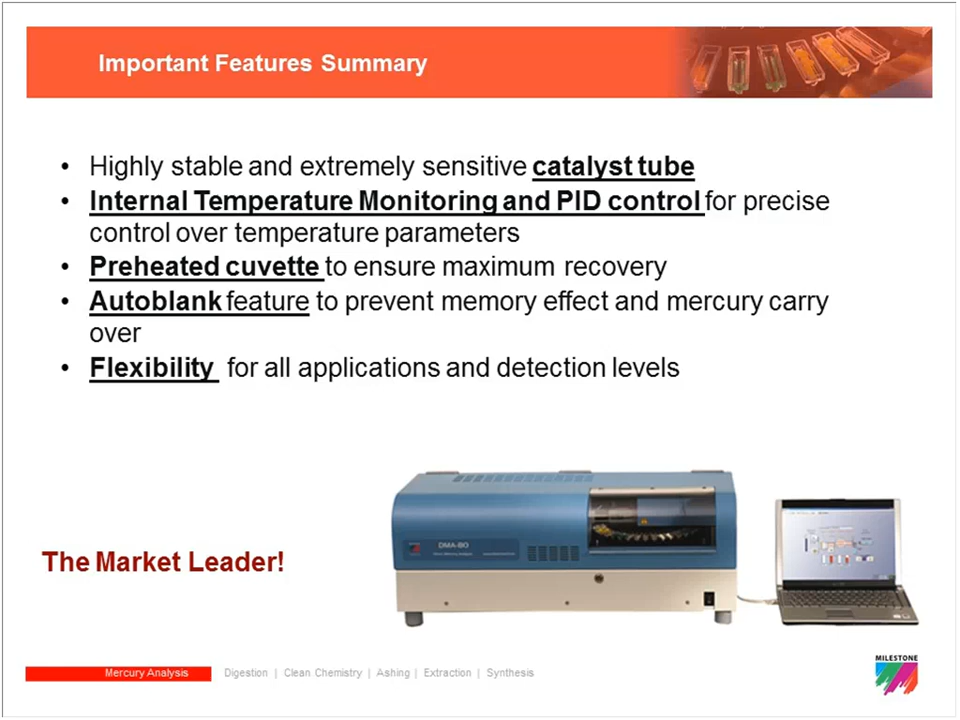 Important Features Summary
• Highly stable and extremely sensitive catalyst tube
• Internal Temperature Monitoring and PID control for precise
control over temperature parameters
• Preheated cuvette to ensure maximum recovery
• Autoblank feature to prevent memory effect and mercury carry
over
• Flexibility for all applications and detection levels
DMA-80
The Market Leader!
Mercury Analysis Digestion | Clean Chemistry | Ashing | Extraction | Synthesis
MILESTONE